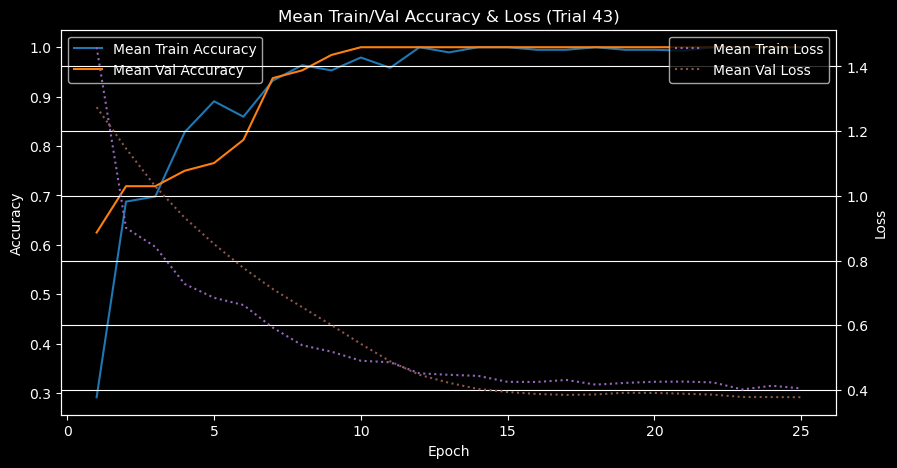 Mean Train/Val Accuracy & Loss (Trial 43)
Mean Train Accuracy
Mean Val Accuracy
Mean Train Loss
Mean Val Loss
1.0
0.9
0.8
0.7
0.6
0.5
0.4
0.3
Accuracy
1.4
1.2
1.0
0.8
0.6
0.4
Loss
0 5 10 15 20 25
Epoch